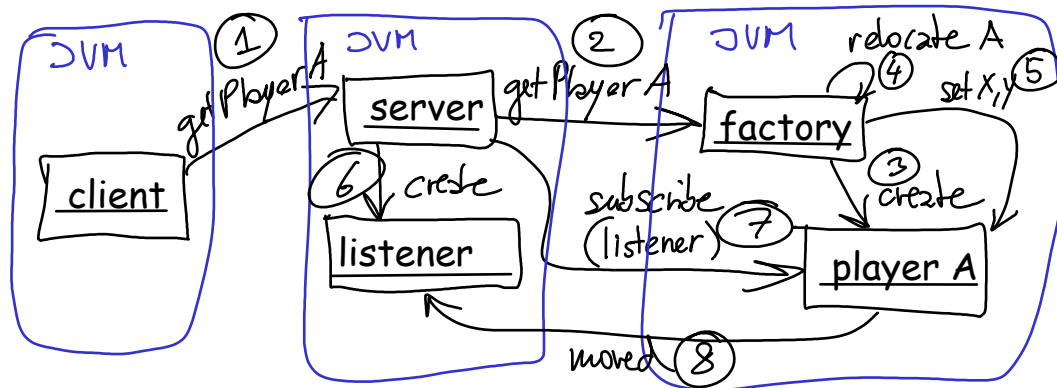 JVM
1
getPlayer A
client
JVM
server
6
create
listener
2
getPlayer A
subscribe
(listener)
7
moved
8
JVM
relocate A
4
set X,y
5
factory
3
create
player A